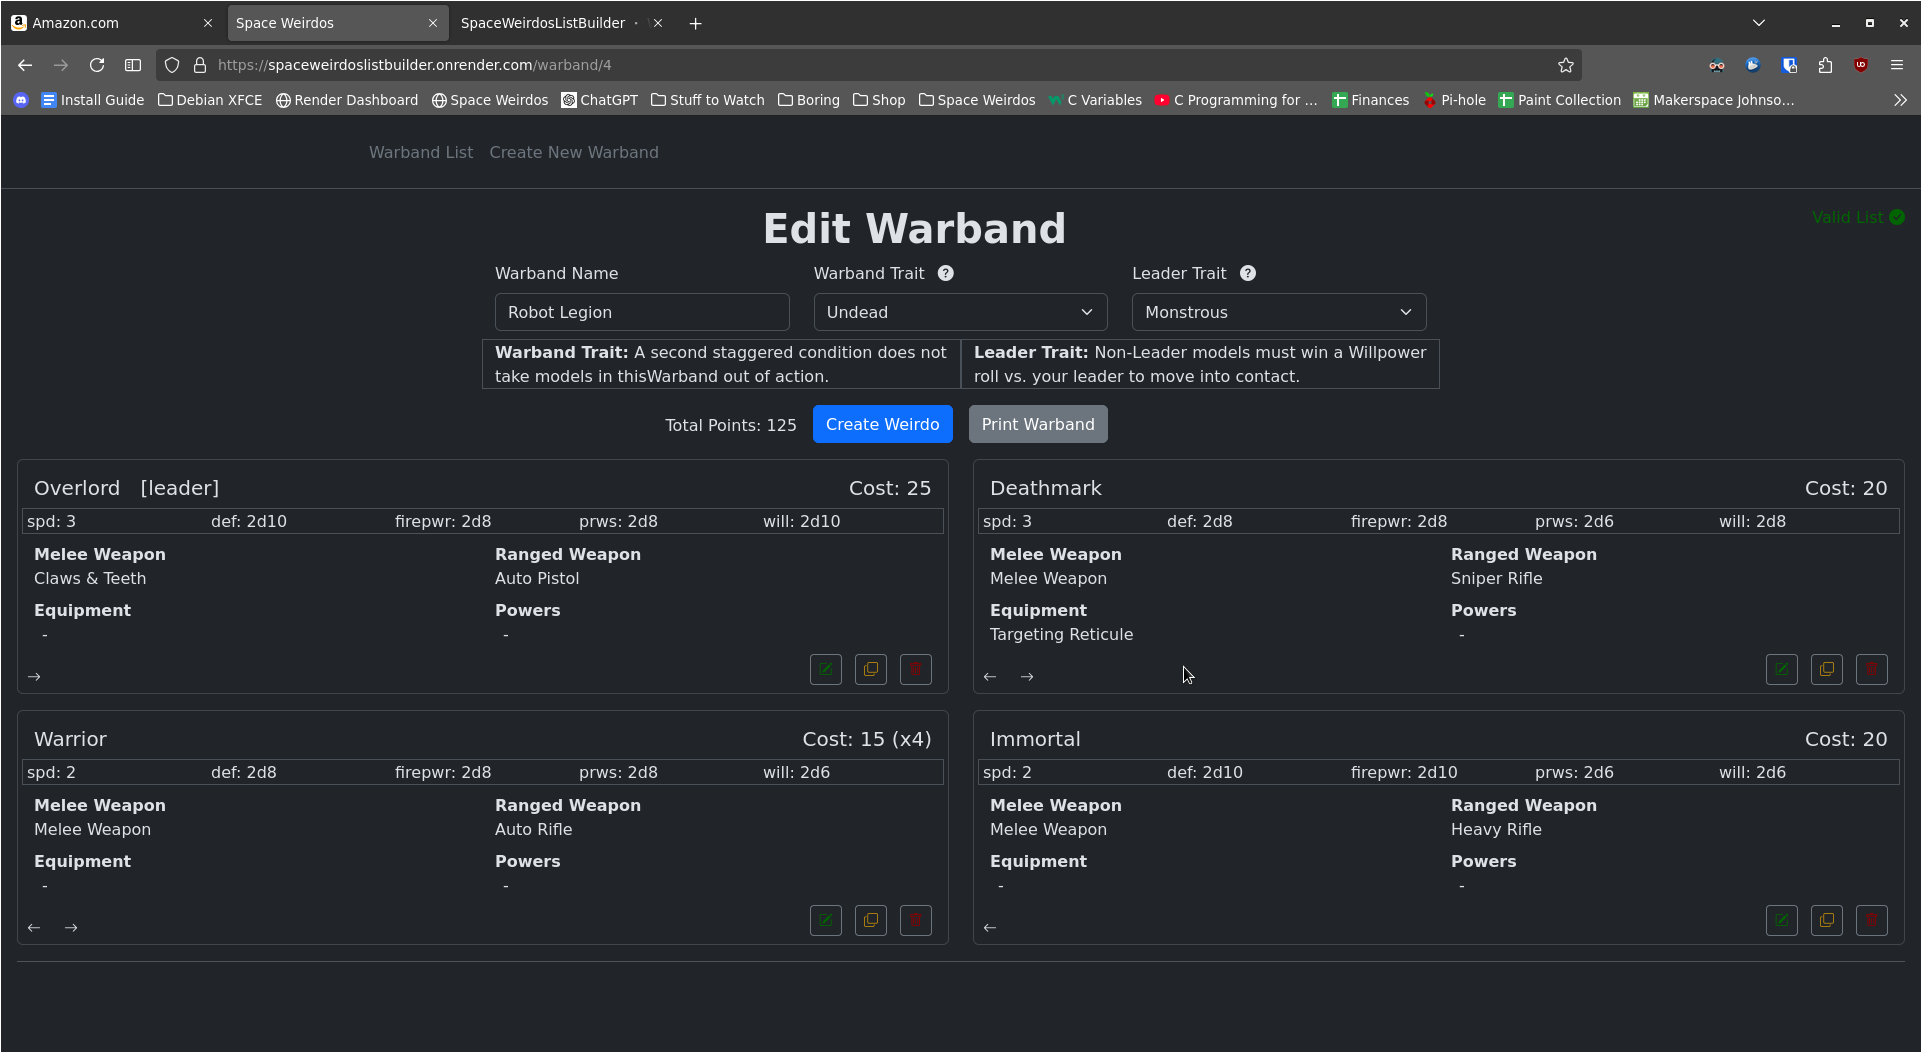 Amazon.com
Space Weirdos
SpaceWeirdosListBuilder ·
https://spaceweirdoslistbuilder.onrender.com/warband/4
Install Guide Debian XFCE Render Dashboard Space Weirdos ChatGPT Stuff to Watch Boring Shop Space Weirdos C Variables C Programming for ... Finances Pi-hole Paint Collection Makerspace Johnso...
Warband List Create New Warband
Edit Warband
Valid List
Warband Name Warband Trait ? Leader Trait ?
Robot Legion Undead Monstrous
Warband Trait: A second staggered condition does not
take models in thisWarband out of action.
Leader Trait: Non-Leader models must win a Willpower
roll vs. your leader to move into contact.
Total Points: 125 Create Weirdo Print Warband
Overlord [leader] Cost: 25
spd: 3 def: 2d10 firepwr: 2d8 prws: 2d8 will: 2d10
Melee Weapon Ranged Weapon
Claws & Teeth Auto Pistol
Equipment Powers
- -
→
Deathmark Cost: 20
spd: 3 def: 2d8 firepwr: 2d8 prws: 2d6 will: 2d8
Melee Weapon Ranged Weapon
Melee Weapon Sniper Rifle
Equipment Powers
Targeting Reticule -
← →
Warrior Cost: 15 (x4)
spd: 2 def: 2d8 firepwr: 2d8 prws: 2d8 will: 2d6
Melee Weapon Ranged Weapon
Melee Weapon Auto Rifle
Equipment Powers
- -
← →
Immortal Cost: 20
spd: 2 def: 2d10 firepwr: 2d10 prws: 2d6 will: 2d6
Melee Weapon Ranged Weapon
Melee Weapon Heavy Rifle
Equipment Powers
- -
←